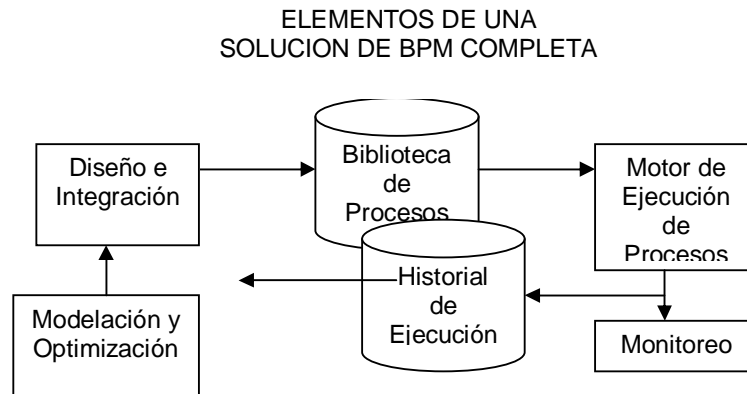 ELEMENTOS DE UNA
SOLUCION DE BPM COMPLETA
Diseño e
Integración
Biblioteca
de
Procesos
Motor de
Ejecución
de
Procesos
Historial
de
Ejecución
Modelación y
Optimización
Monitoreo